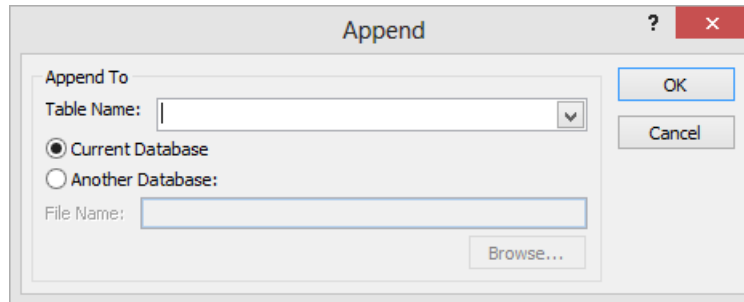 Append
?
Append To
OK
Table Name:
Cancel
Current Database
Another Database:
File Name:
Browse...